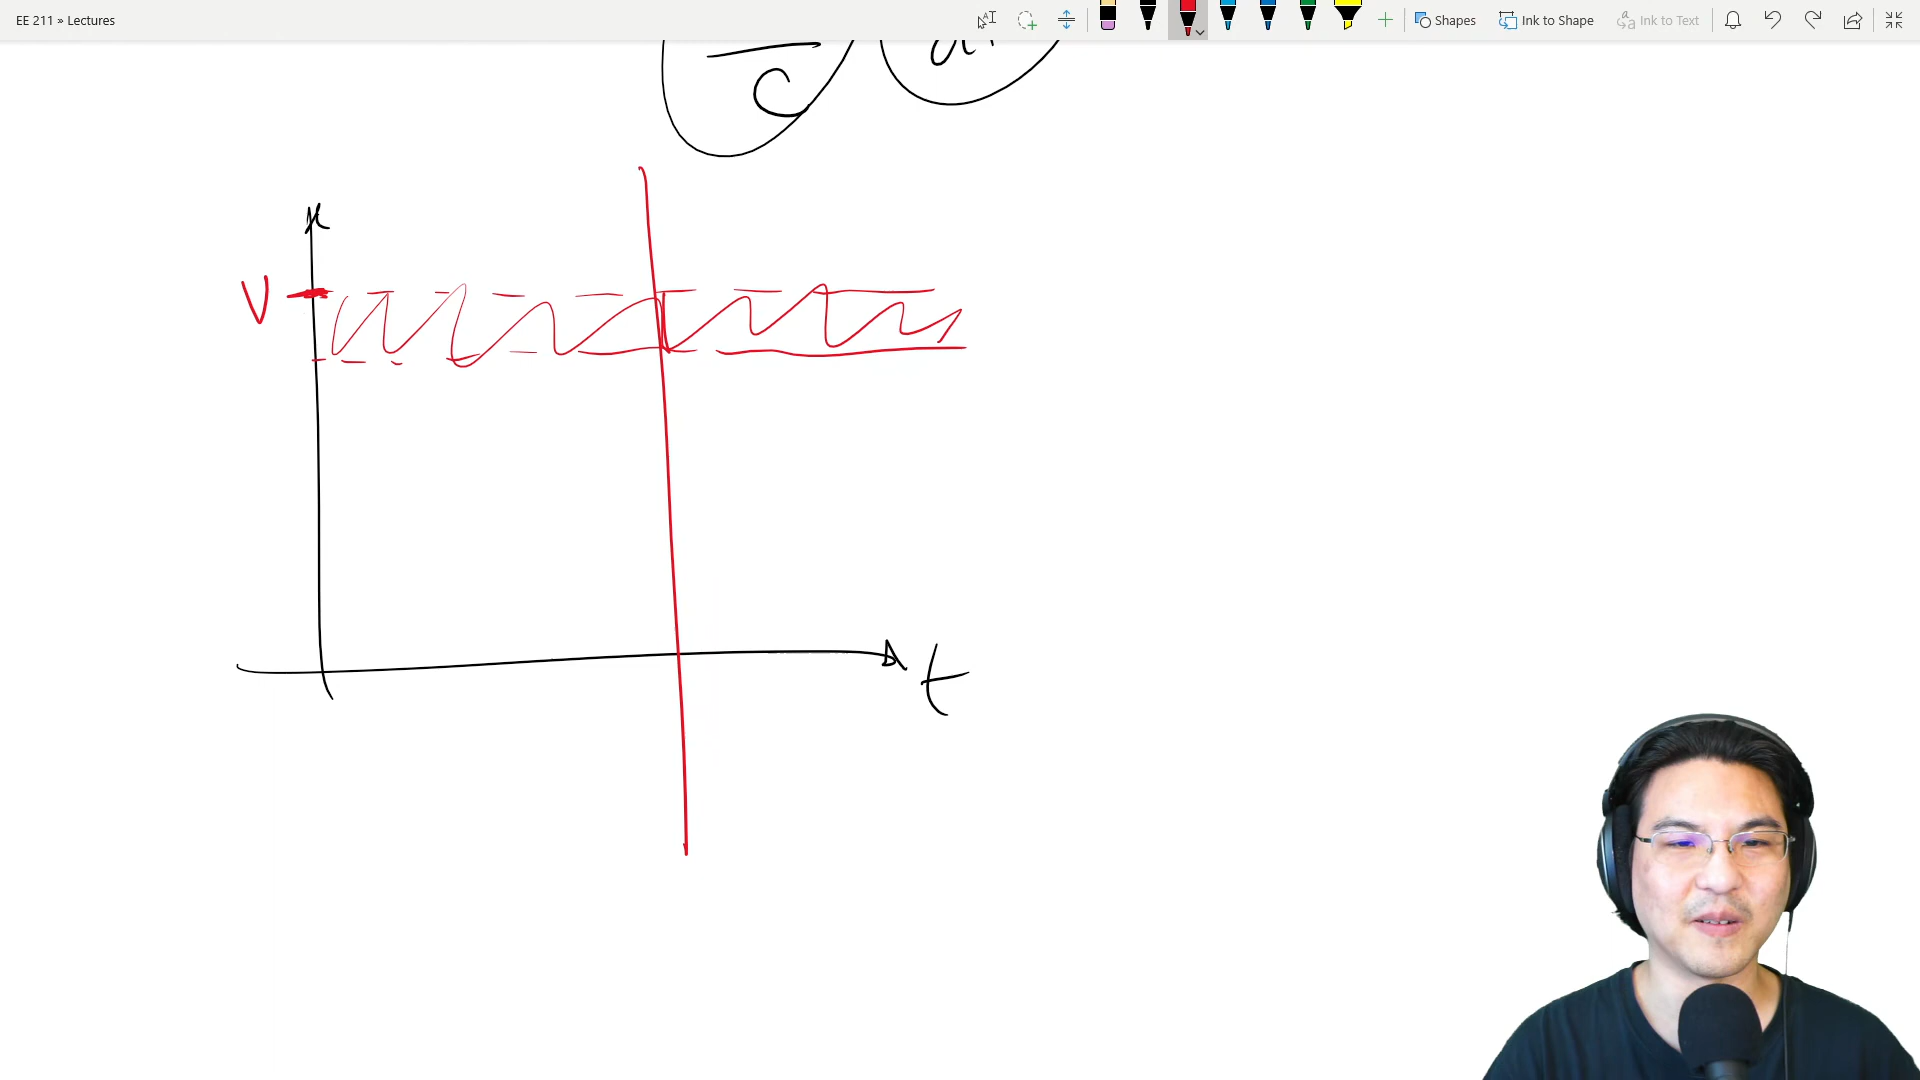 EE 211 » Lectures
Shapes
Ink to Shape
Ink to Text
C
V
t